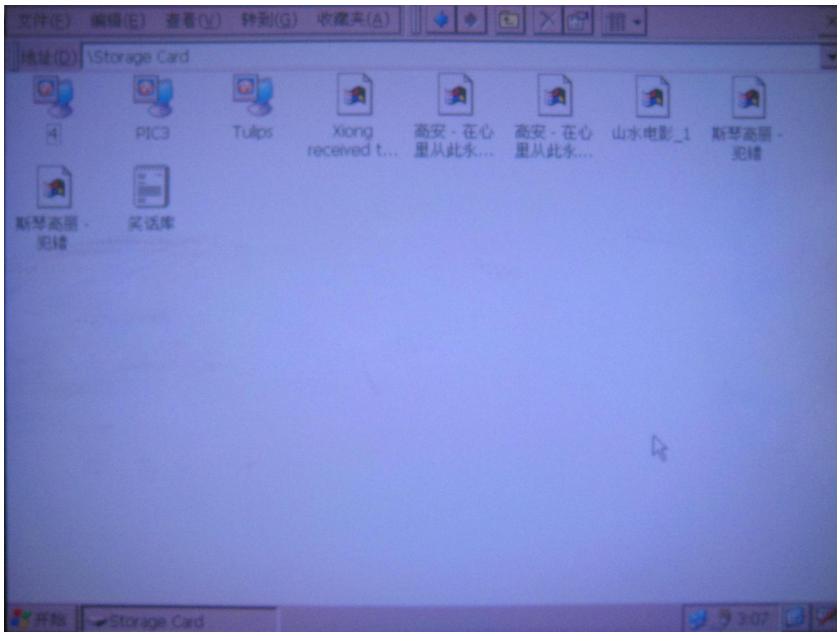 文件(F) 编辑(E) 查看(V) 转到(G) 收藏夹(A)
地址(D) \Storage Card
4
PIC3
Tulips
Xiong
received t...
高安 - 在心
里从此永...
高安 - 在心
里从此永...
山水电影_1
斯琴高丽 -
犯错
斯琴高丽 -
犯错
笑话库
开始 Storage Card 3:07